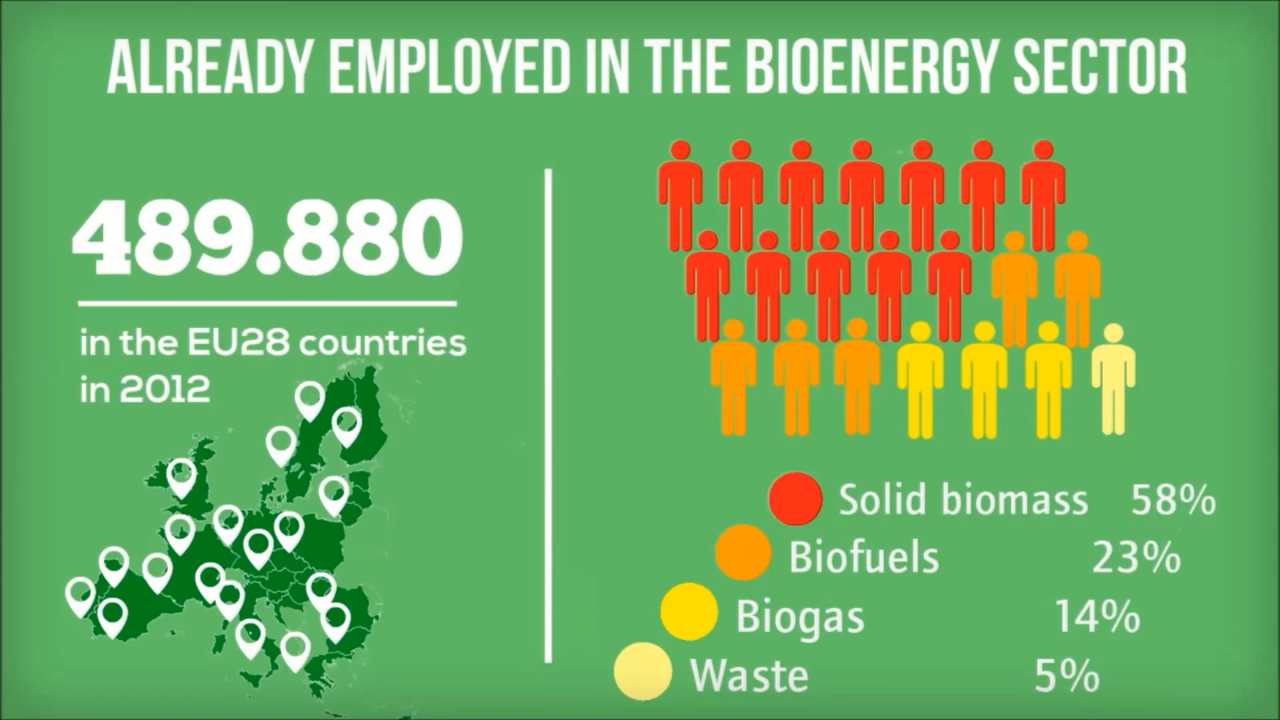 ALREADY EMPLOYED IN THE BIOENERGY SECTOR
489.880
in the EU28 countries
in 2012
Solid biomass 58%
Biofuels 23%
Biogas 14%
Waste 5%